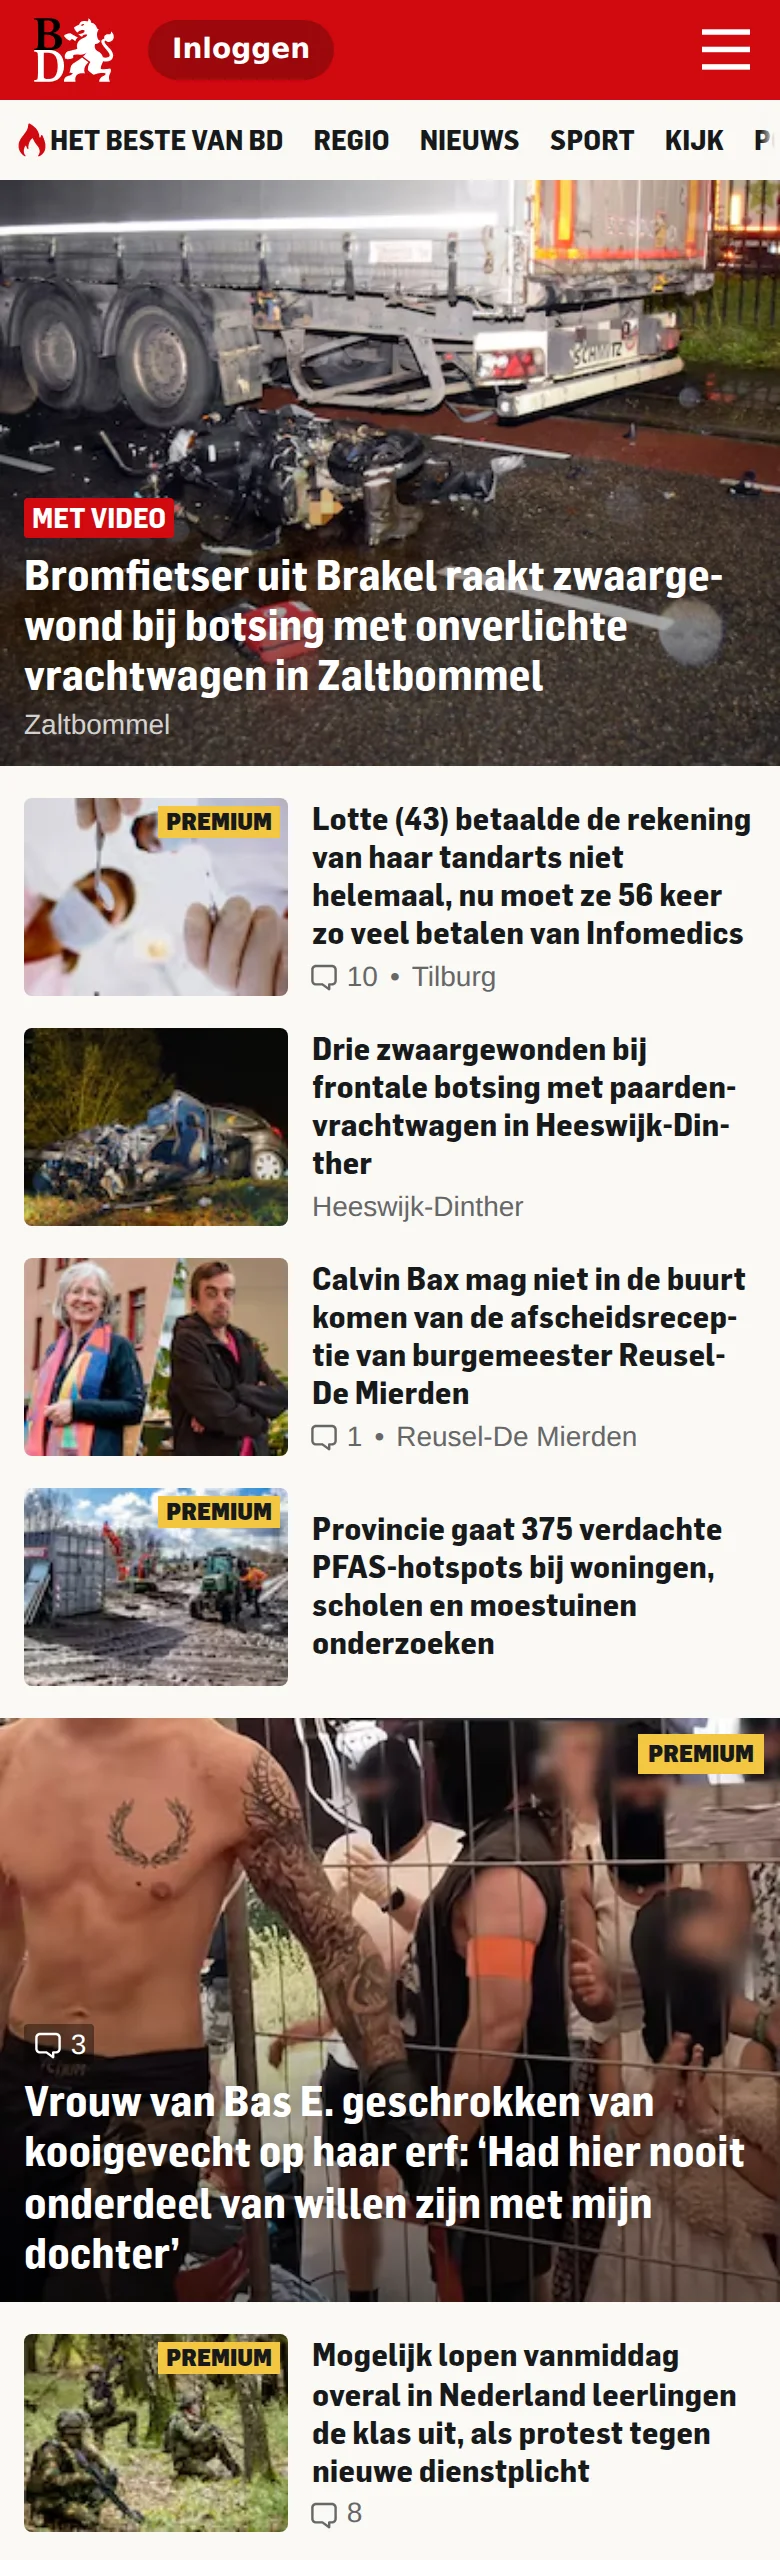 BD
Inloggen
HET BESTE VAN BD REGIO NIEUWS SPORT KIJK
SCHMITZ
MET VIDEO
Bromfietser uit Brakel raakt zwaarge-
wond bij botsing met onverlichte
vrachtwagen in Zaltbommel
Zaltbommel
PREMIUM
Lotte (43) betaalde de rekening
van haar tandarts niet
helemaal, nu moet ze 56 keer
zo veel betalen van Infomedics
10 • Tilburg
Drie zwaargewonden bij
frontale botsing met paarden-
vrachtwagen in Heeswijk-Din-
ther
Heeswijk-Dinther
Calvin Bax mag niet in de buurt
komen van de afscheidsrecep-
tie van burgemeester Reusel-
De Mierden
1 • Reusel-De Mierden
PREMIUM
Provincie gaat 375 verdachte
PFAS-hotspots bij woningen,
scholen en moestuinen
onderzoeken
PREMIUM
3
Vrouw van Bas E. geschrokken van
kooigevecht op haar erf: ‘Had hier nooit
onderdeel van willen zijn met mijn
dochter’
PREMIUM
Mogelijk lopen vanmiddag
overal in Nederland leerlingen
de klas uit, als protest tegen
nieuwe dienstplicht
8